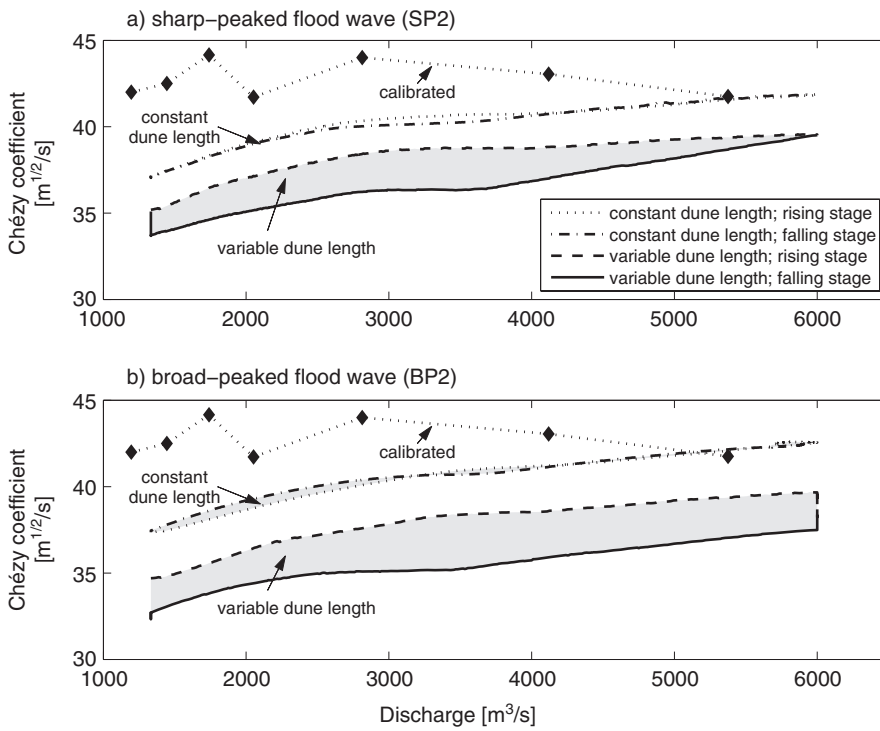 a) sharp−peaked flood wave (SP2)
45
40
35
30
Chézy coefficient
[m^1/2/s]
calibrated
constant
dune length
variable dune length
constant dune length; rising stage
constant dune length; falling stage
variable dune length; rising stage
variable dune length; falling stage
1000 2000 3000 4000 5000 6000
b) broad−peaked flood wave (BP2)
45
40
35
30
Chézy coefficient
[m^1/2/s]
calibrated
constant
dune length
variable dune length
1000 2000 3000 4000 5000 6000
Discharge [m^3/s]